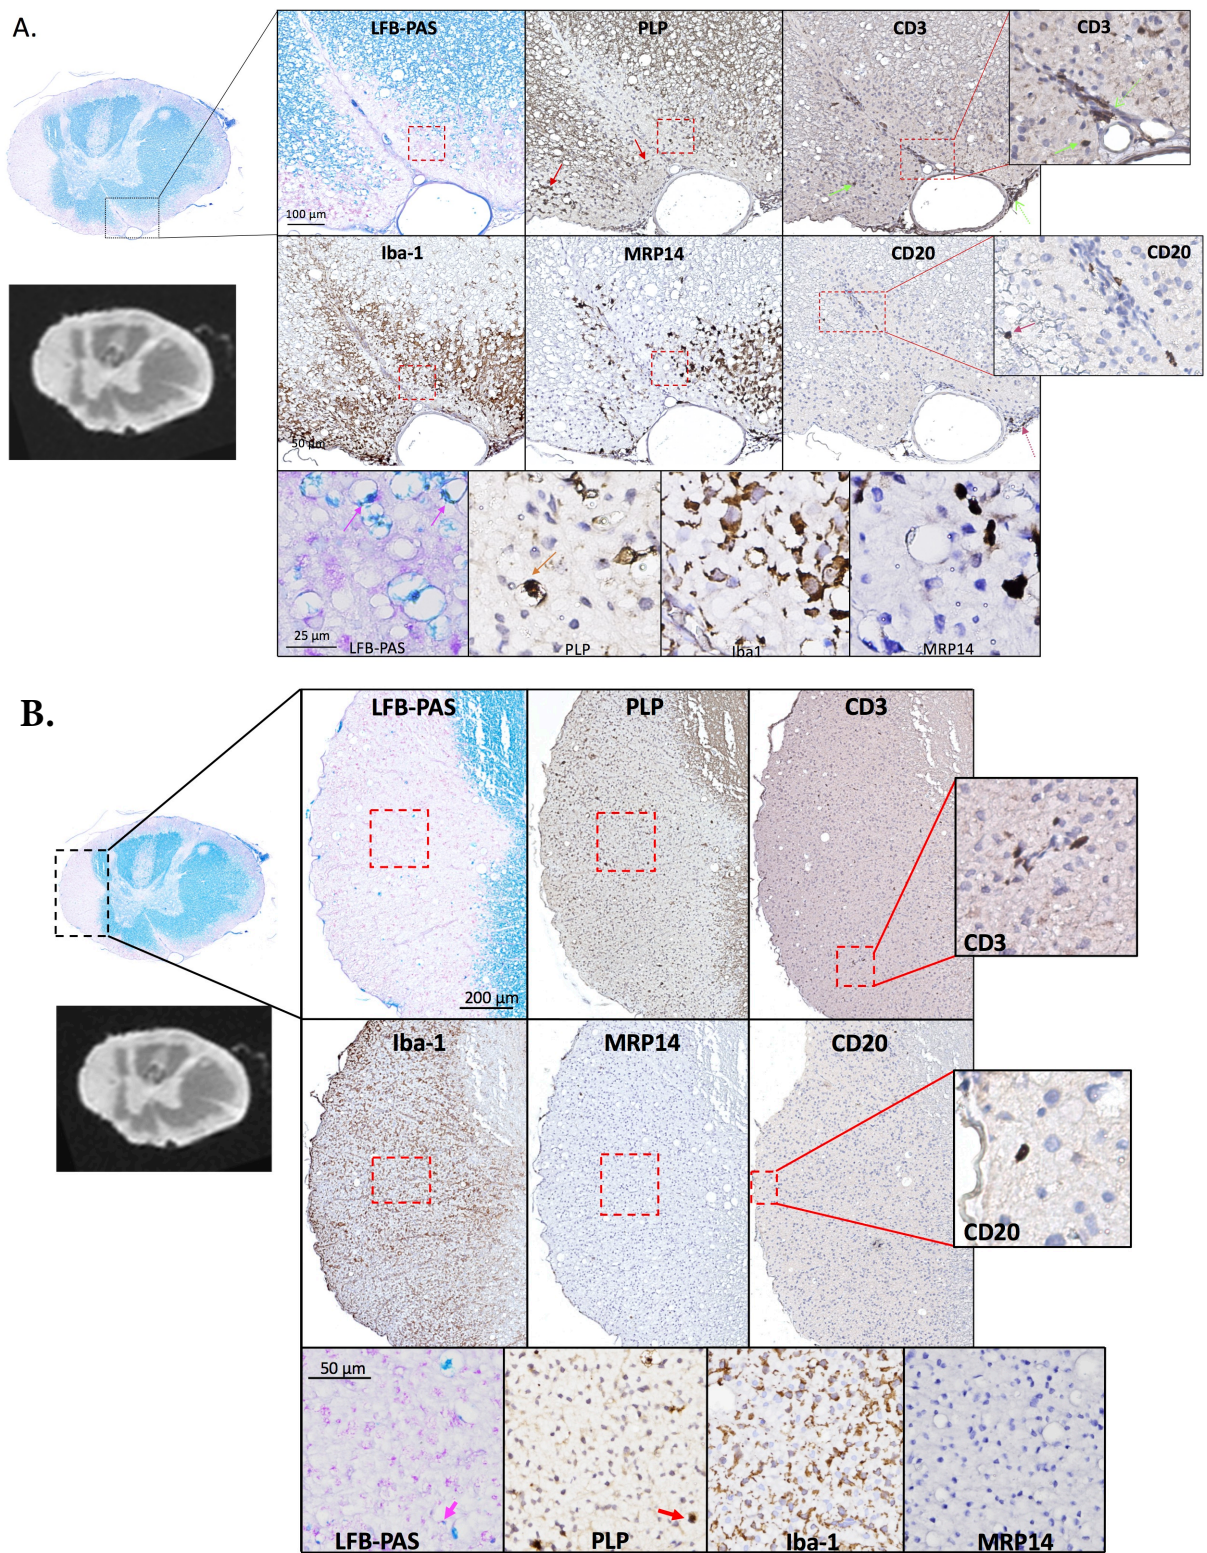 A.
LFB-PAS
PLP
CD3
CD3
100 µm
Iba-1
MRP14
CD20
CD20
50 µm
25 µm
LFB-PAS
PLP
Iba1
MRP14
B.
LFB-PAS
PLP
CD3
200 µm
CD3
Iba-1
MRP14
CD20
CD20
50 µm
LFB-PAS
PLP
Iba-1
MRP14